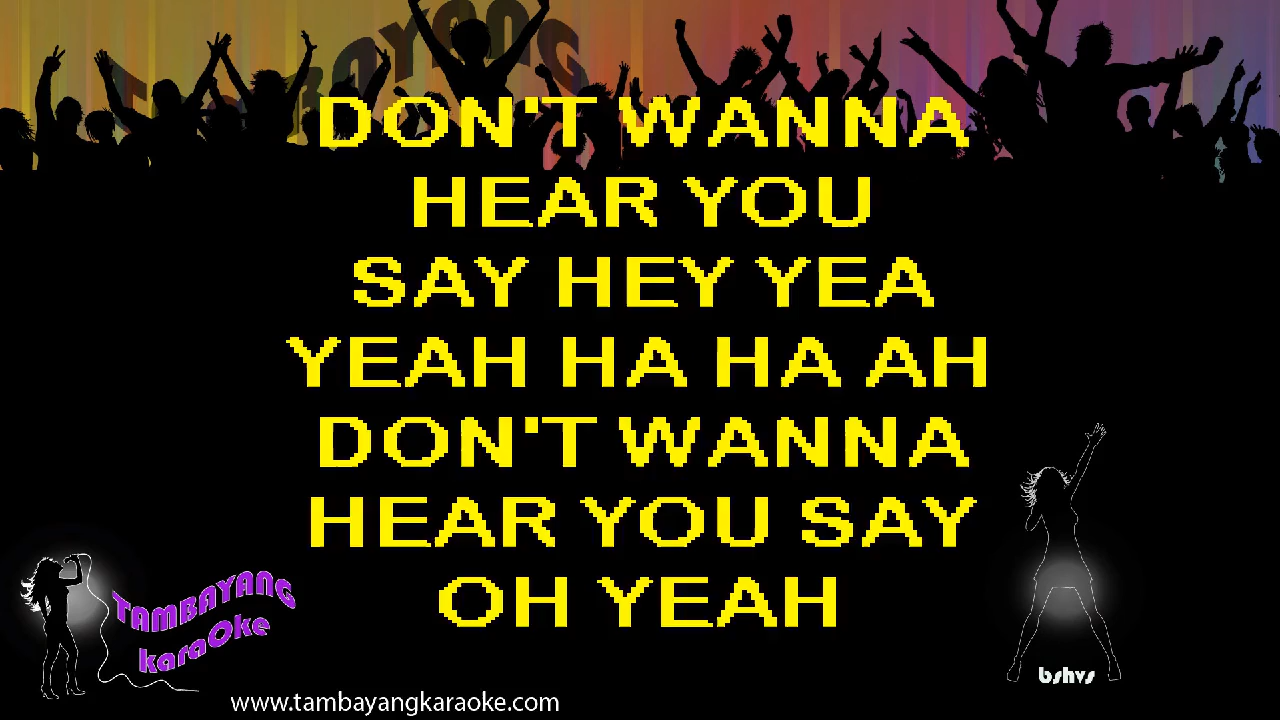 TAMBAYANG
DON'T WANNA
HEAR YOU
SAY HEY YEA
YEAH HA HA AH
DON'T WANNA
HEAR YOU SAY
OH YEAH
TAMBAYANG
karaOke
bshvs
www.tambayangkaraoke.com